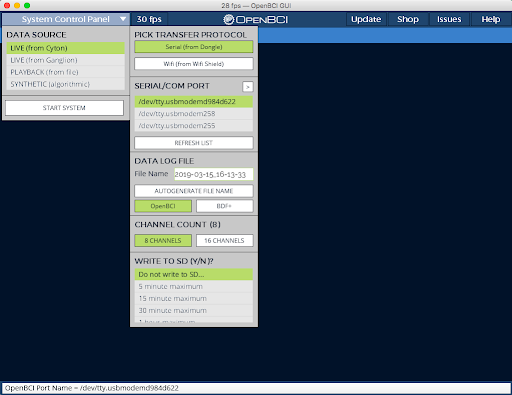 28 fps — OpenBCI GUI
System Control Panel
30 fps
OpenBCI
Update
Shop
Issues
Help
DATA SOURCE
LIVE (from Cyton)
LIVE (from Ganglion)
PLAYBACK (from file)
SYNTHETIC (algorithmic)
START SYSTEM
PICK TRANSFER PROTOCOL
Serial (from Dongle)
Wifi (from Wifi Shield)
SERIAL/COM PORT
>
/dev/tty.usbmodemd984d622
/dev/tty.usbmodem258
/dev/tty.usbmodem255
REFRESH LIST
DATA LOG FILE
File Name
2019-03-15_16-13-33
AUTOGENERATE FILE NAME
OpenBCI
BDF+
CHANNEL COUNT (8)
8 CHANNELS
16 CHANNELS
WRITE TO SD (Y/N)?
Do not write to SD...
5 minute maximum
15 minute maximum
30 minute maximum
1 hour maximum
OpenBCI Port Name = /dev/tty.usbmodemd984d622